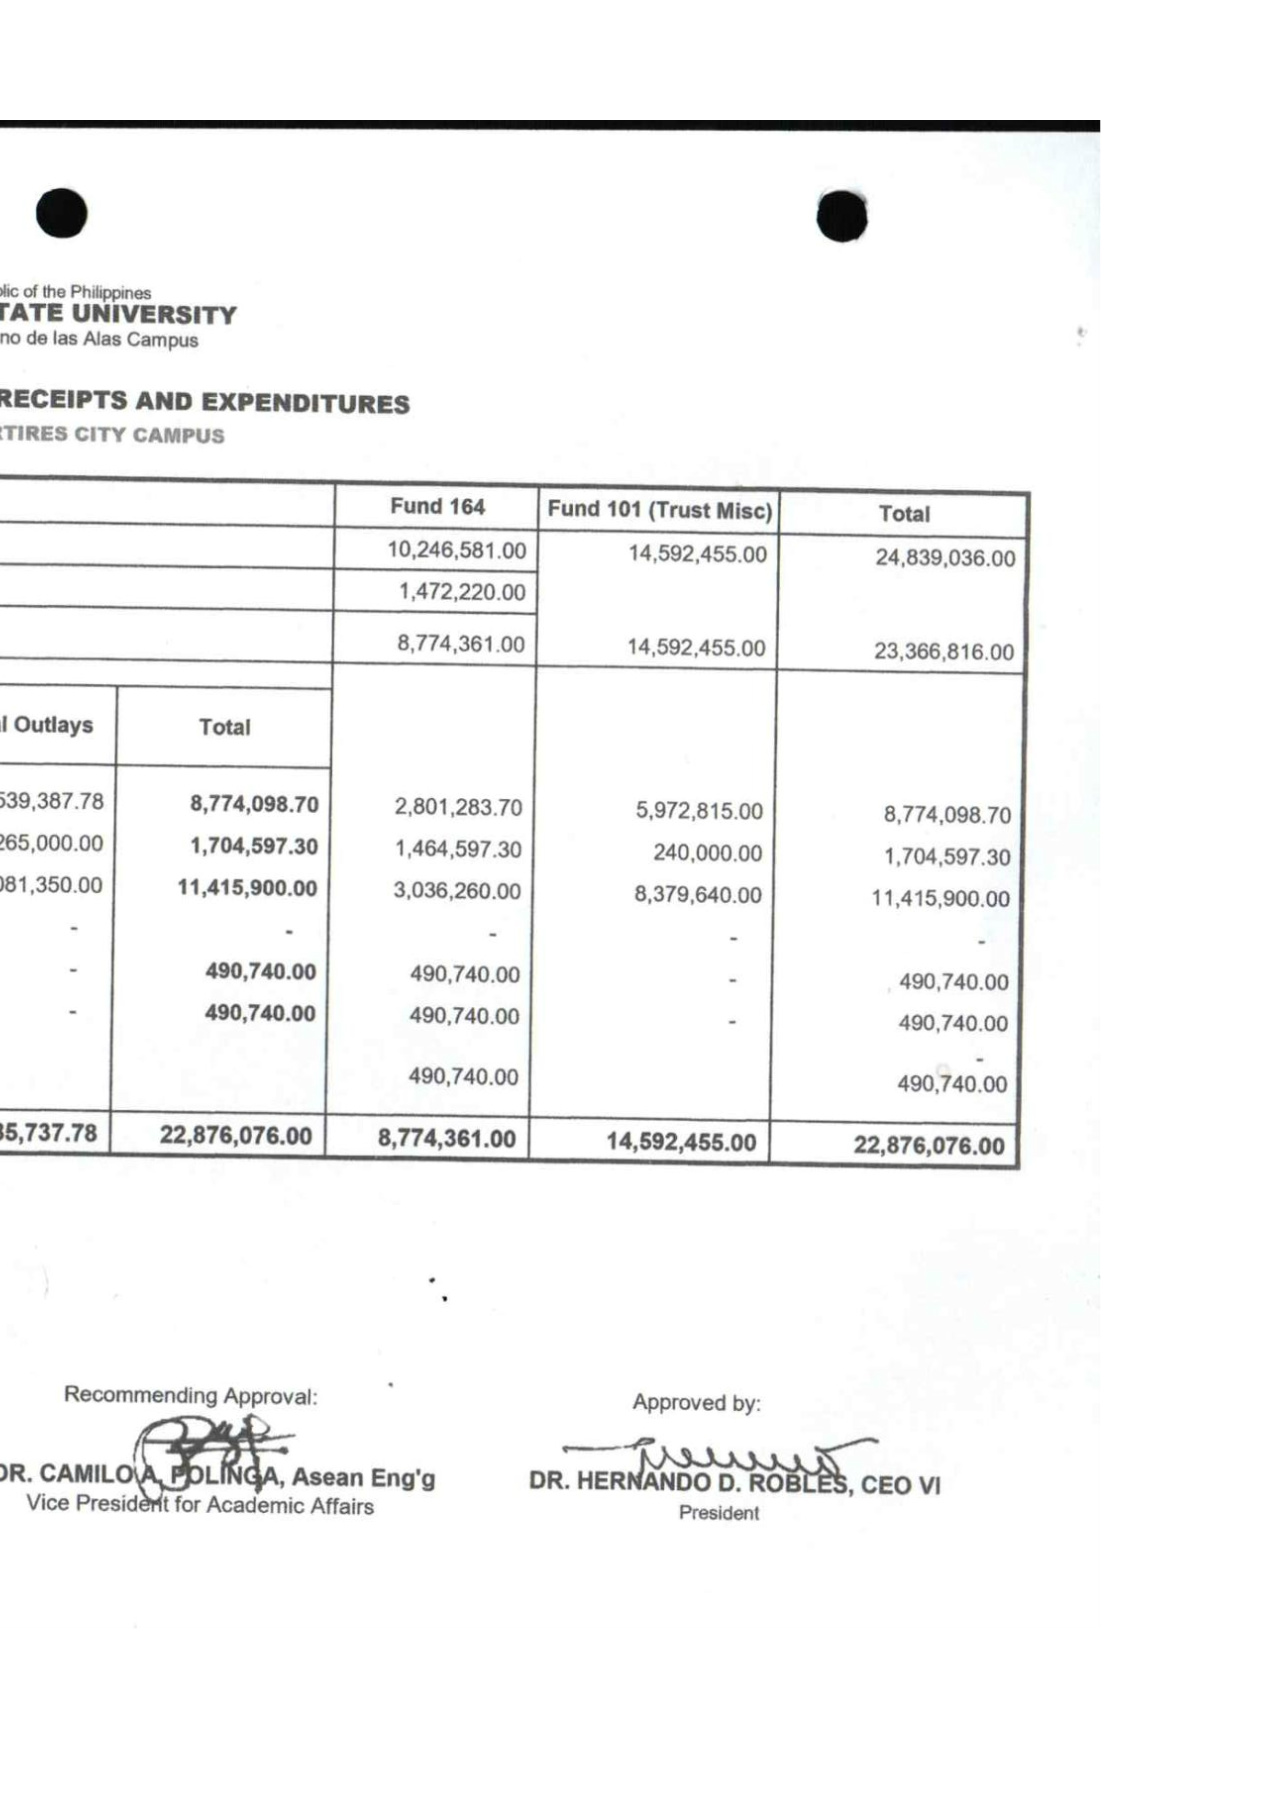 lic of the Philippines
TATE UNIVERSITY
no de las Alas Campus
RECEIPTS AND EXPENDITURES
TIRES CITY CAMPUS
Fund 164 Fund 101 (Trust Misc) Total
10,246,581.00 14,592,455.00 24,839,036.00
1,472,220.00
8,774,361.00 14,592,455.00 23,366,816.00
l Outlays Total
539,387.78 8,774,098.70 2,801,283.70 5,972,815.00 8,774,098.70
265,000.00 1,704,597.30 1,464,597.30 240,000.00 1,704,597.30
081,350.00 11,415,900.00 3,036,260.00 8,379,640.00 11,415,900.00
- - - - -
- 490,740.00 490,740.00 - 490,740.00
- 490,740.00 490,740.00 - 490,740.00
-
490,740.00 490,740.00
35,737.78 22,876,076.00 8,774,361.00 14,592,455.00 22,876,076.00
Recommending Approval: Approved by:
DR. CAMILO A. POLINGA, Asean Eng'g DR. HERNANDO D. ROBLES, CEO VI
Vice President for Academic Affairs President